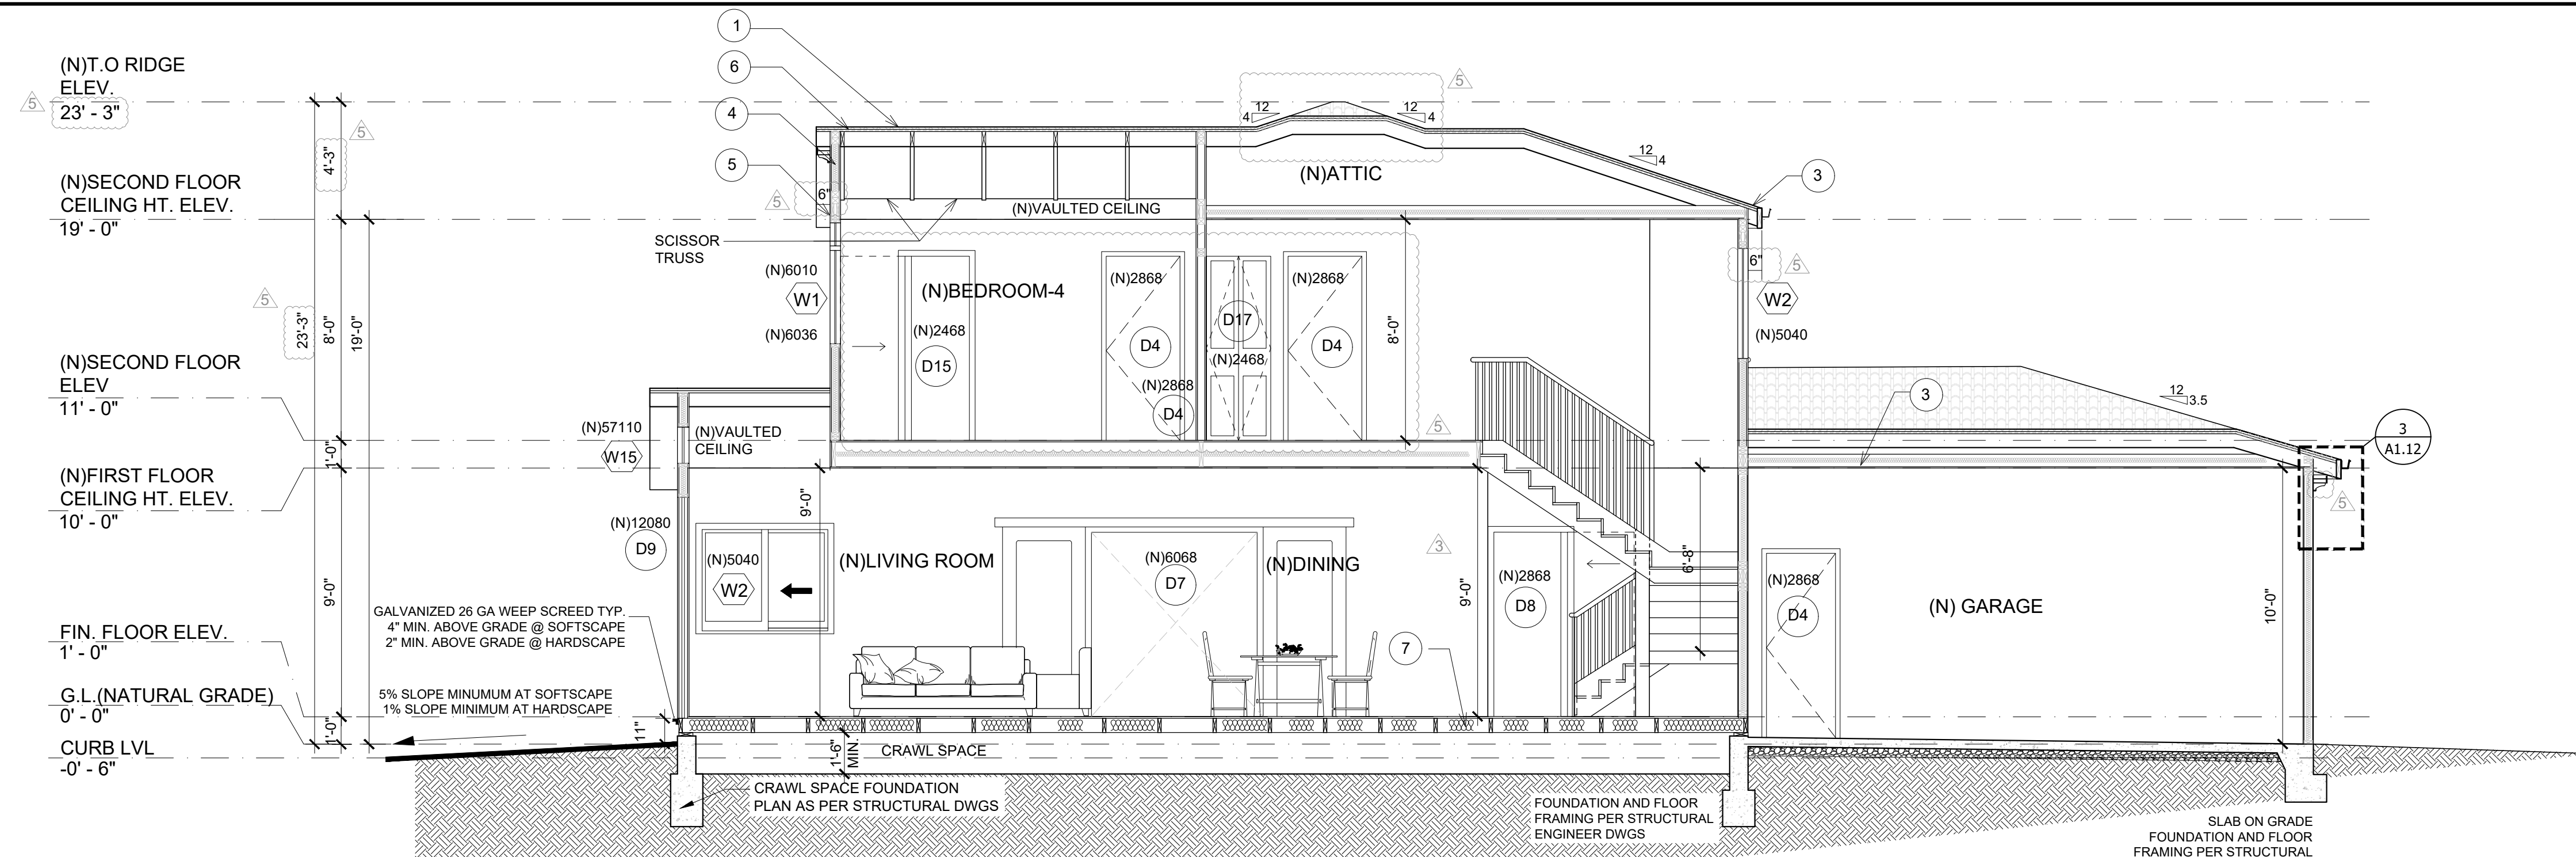 1
6
4
5
(N)T.O RIDGE
ELEV.
23' - 3"
5
(N)SECOND FLOOR
CEILING HT. ELEV.
19' - 0"
(N)SECOND FLOOR
ELEV
11' - 0"
(N)FIRST FLOOR
CEILING HT. ELEV.
10' - 0"
FIN. FLOOR ELEV.
1' - 0"
G.L.(NATURAL GRADE)
0' - 0"
CURB LVL
-0' - 6"
5
4'-3"
5
23'-3"
8'-0"
19'-0"
1'-0"
9'-0"
1'-0"
5
6"
SCISSOR
TRUSS
(N)VAULTED CEILING
(N)ATTIC
5
12
4
12
4
12
4
3
6"
5
(N)6010
W1
(N)6036
(N)BEDROOM-4
(N)2468
D15
(N)2868
D4
(N)2868
D4
D17
(N)2468
(N)2868
D4
8'-0"
5
W2
(N)5040
3
12
3.5
3
A1.12
5
(N)57110
W15
(N)VAULTED
CEILING
(N)12080
D9
9'-0"
(N)5040
W2
(N)LIVING ROOM
(N)6068
D7
(N)DINING
3
9'-0"
(N)2868
D8
6'-8"
(N)2868
D4
(N) GARAGE
10'-0"
7
GALVANIZED 26 GA WEEP SCREED TYP.
4" MIN. ABOVE GRADE @ SOFTSCAPE
2" MIN. ABOVE GRADE @ HARDSCAPE
5% SLOPE MINUMUM AT SOFTSCAPE
1% SLOPE MINIMUM AT HARDSCAPE
11"
1'-6"
MIN.
CRAWL SPACE
CRAWL SPACE FOUNDATION
PLAN AS PER STRUCTURAL DWGS
FOUNDATION AND FLOOR
FRAMING PER STRUCTURAL
ENGINEER DWGS
SLAB ON GRADE
FOUNDATION AND FLOOR
FRAMING PER STRUCTURAL